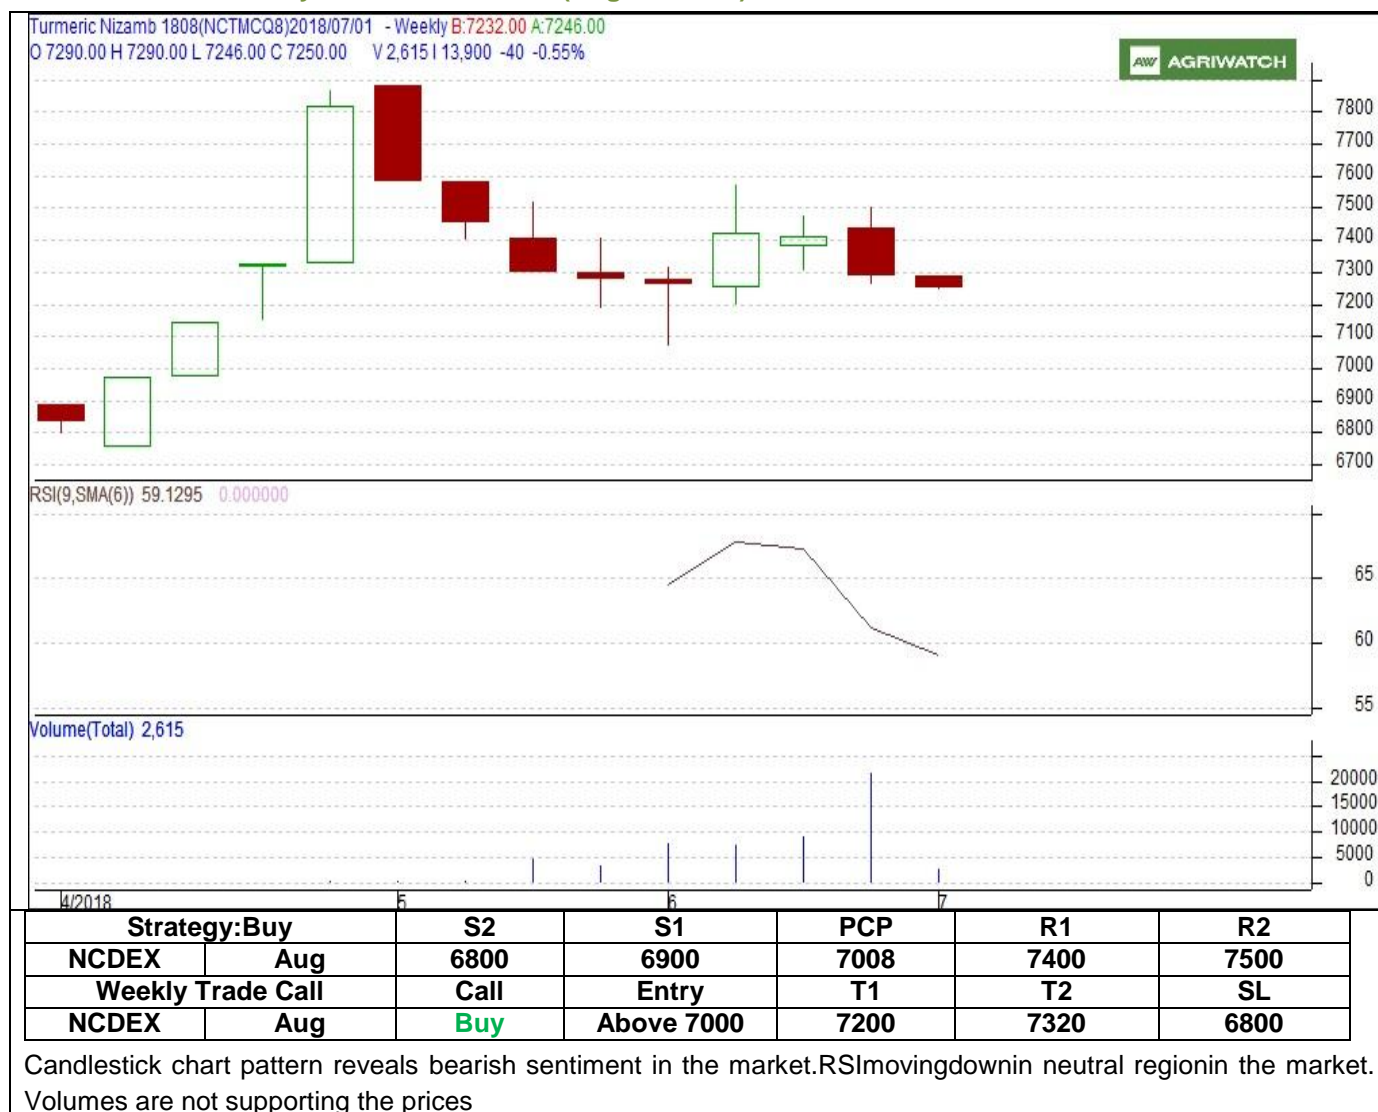 Turmeric Nizamb 1808(NCTMCQ8)2018/07/01 - Weekly B:7232.00 A:7246.00
O 7290.00 H 7290.00 L 7246.00 C 7250.00 V 2,615 I 13,900 -40 -0.55%
AW AGRIWATCH
7800
7700
7600
7500
7400
7300
7200
7100
7000
6900
6800
6700
RSI(9,SMA(6)) 59.1295 0.000000
65
60
55
Volume(Total) 2,615
20000
15000
10000
5000
0
4/2018 5 6 7
Strategy:Buy S2 S1 PCP R1 R2
NCDEX Aug 6800 6900 7008 7400 7500
Weekly Trade Call Call Entry T1 T2 SL
NCDEX Aug Buy Above 7000 7200 7320 6800
Candlestick chart pattern reveals bearish sentiment in the market.RSImovingdownin neutral regionin the market.
Volumes are not supporting the prices